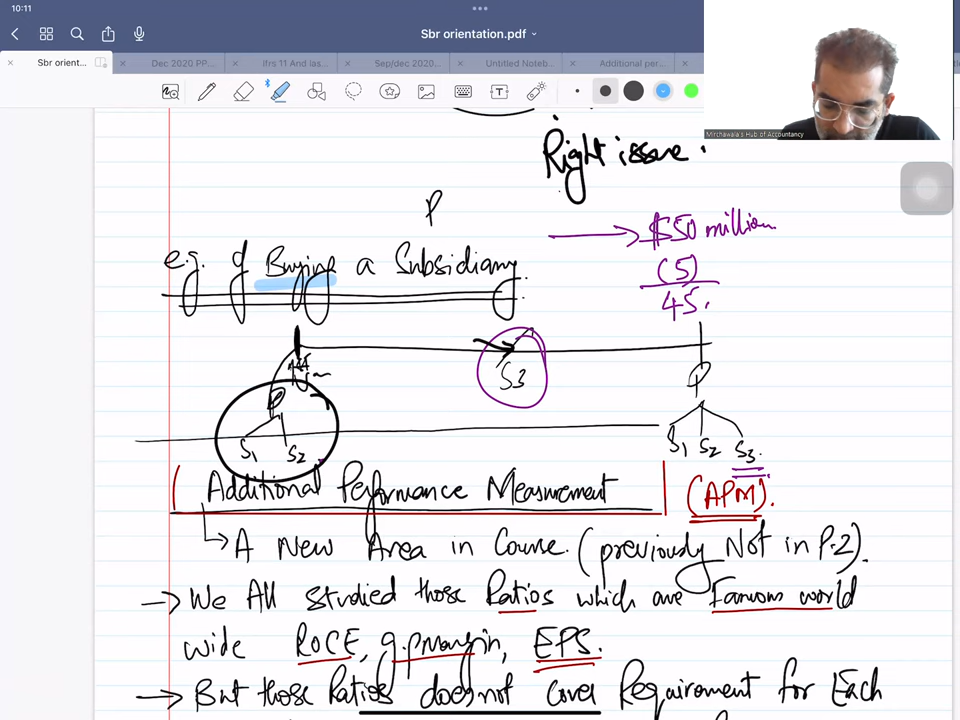 10:11
Sbr orientation.pdf
Sbr orient...
Dec 2020 PP...
ifrs 11 And las...
Sep/dec 2020...
Untitled Noteb...
Additional per...
Mirchawala's Hub of Accountancy
Right issue.
P
$50 million
e.g. of Buying a Subsidiary.
(5)
45.
S3
P
P
S1 S2
S1 S2 S3.
Additional Performance Measurement (APM).
A New Area in Course. (previously Not in P.2).
We All studied those Ratios which are Famous world
wide ROCE, g.p margin, EPS.
But those Ratios does not cover Requirement for Each